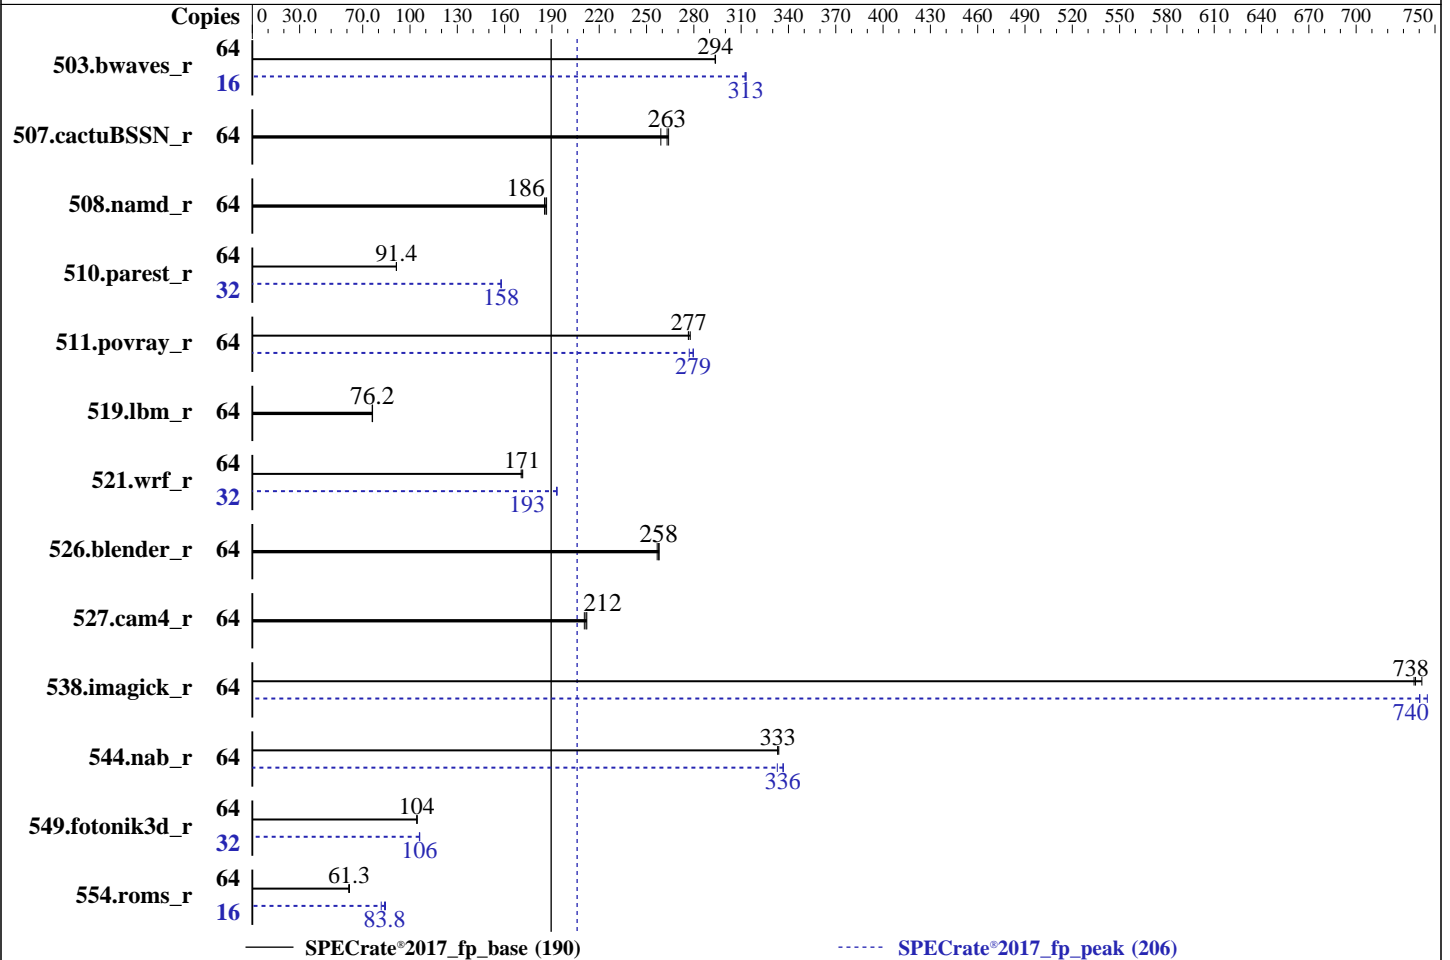 Copies 0 30.0 70.0 100 130 160 190 220 250 280 310 340 370 400 430 460 490 520 550 580 610 640 670 700 750
503.bwaves_r 64 294
16 313
507.cactuBSSN_r 64 263
508.namd_r 64 186
510.parest_r 64 91.4
32 158
511.povray_r 64 277
279
519.lbm_r 64 76.2
521.wrf_r 64 171
32 193
526.blender_r 64 258
527.cam4_r 64 212
538.imagick_r 64 738
740
544.nab_r 64 333
336
549.fotonik3d_r 64 104
32 106
554.roms_r 64 61.3
16 83.8
SPECrate®2017_fp_base (190) SPECrate®2017_fp_peak (206)